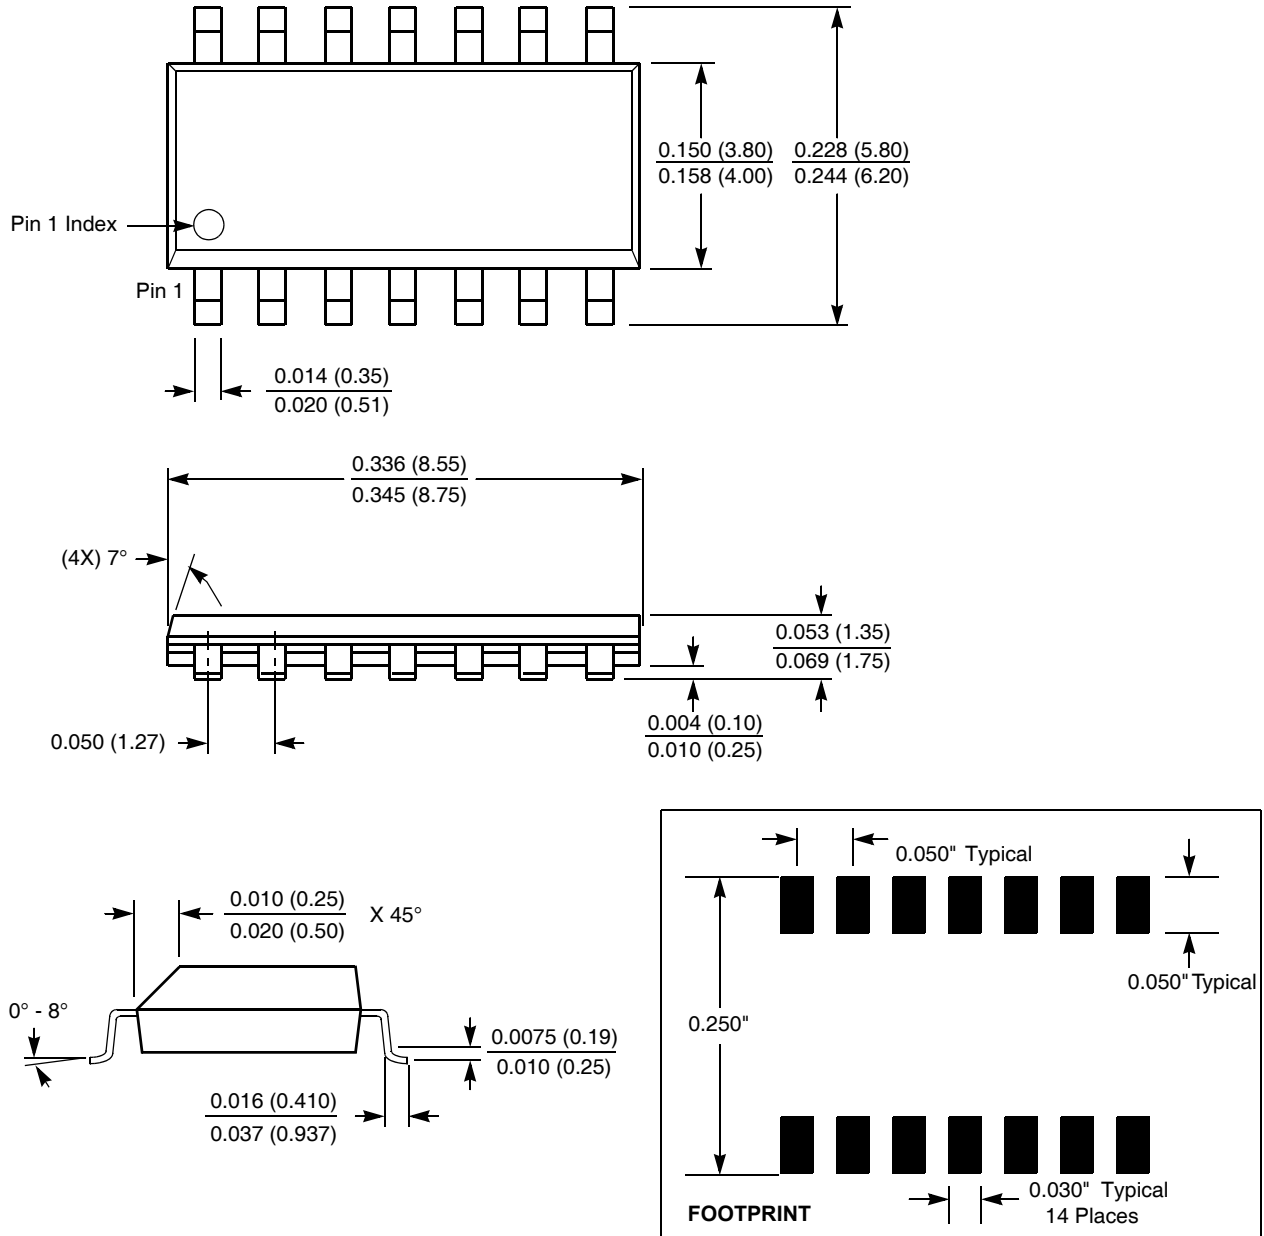 0.150 (3.80)
0.158 (4.00)
0.228 (5.80)
0.244 (6.20)
Pin 1 Index
Pin 1
0.014 (0.35)
0.020 (0.51)
0.336 (8.55)
0.345 (8.75)
(4X) 7°
0.053 (1.35)
0.069 (1.75)
0.004 (0.10)
0.010 (0.25)
0.050 (1.27)
0.010 (0.25)
0.020 (0.50)
X 45°
0° - 8°
0.0075 (0.19)
0.010 (0.25)
0.016 (0.410)
0.037 (0.937)
0.050" Typical
0.050" Typical
0.250"
0.030" Typical
14 Places
FOOTPRINT